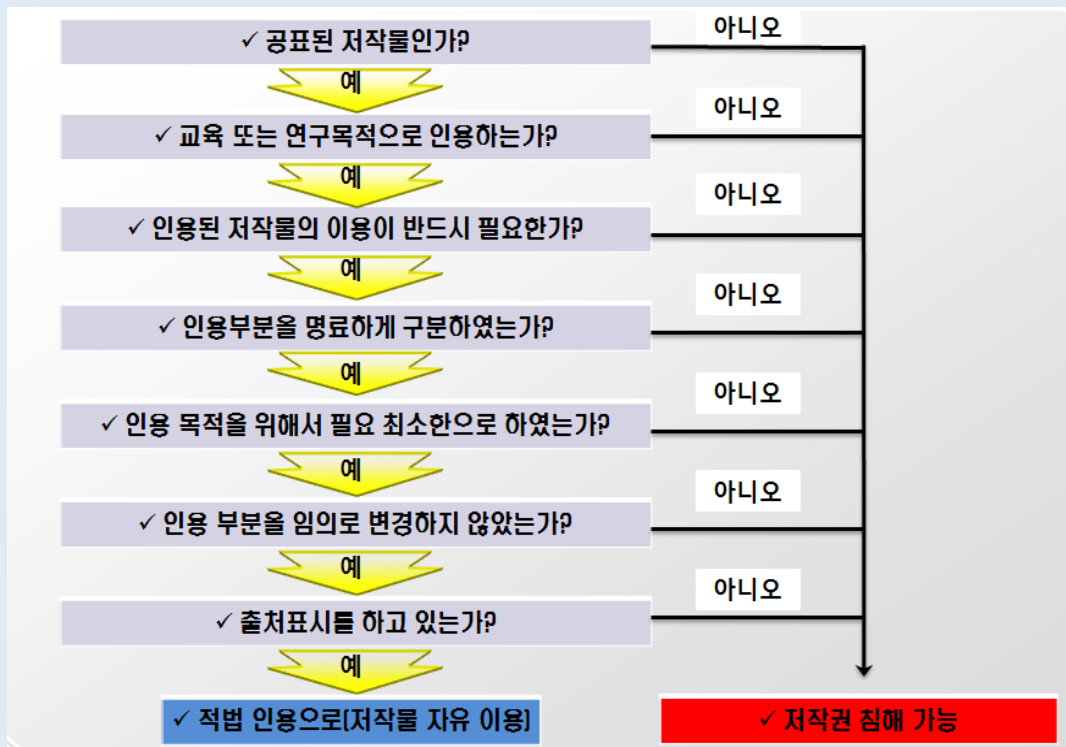 ✓ 공표된 저작물인가?
아니오
예
✓ 교육 또는 연구목적으로 인용하는가?
아니오
예
✓ 인용된 저작물의 이용이 반드시 필요한가?
아니오
예
✓ 인용부분올 명료하게 구분하였는가?
아니오
예
✓ 인용 목적올 위해서 필요 최소한으로 하였는가?
아니오
예
✓ 인용 부분올 임의로 변경하지 않았는가?
아니오
예
✓ 출처표시를 하고 있는가?
아니오
예
✓ 적법 인용으로(저작물 자유 이용)
✓ 저작권 침해 가능